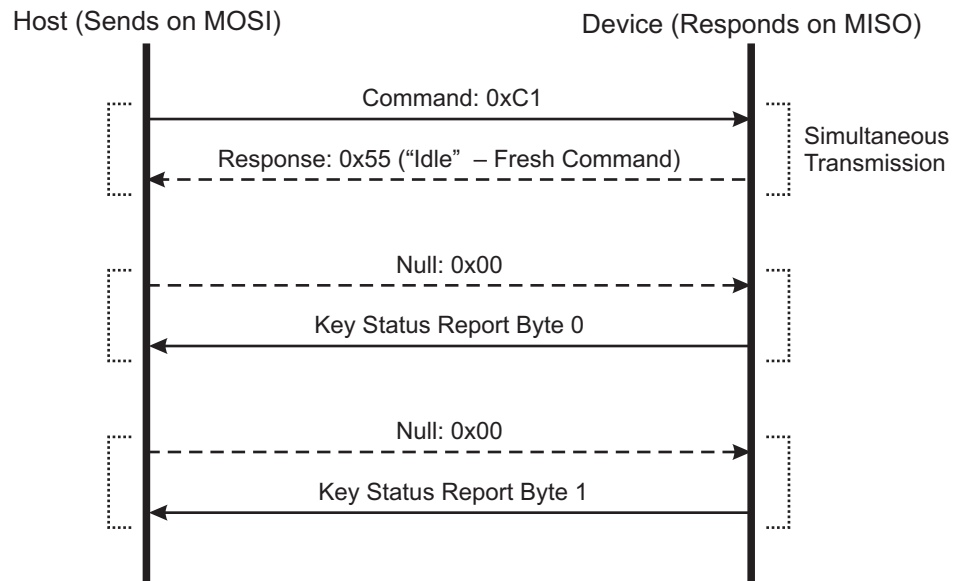 Host (Sends on MOSI)
Device (Responds on MISO)
Command: 0xC1
Response: 0x55 (“Idle” – Fresh Command)
Simultaneous
Transmission
Null: 0x00
Key Status Report Byte 0
Null: 0x00
Key Status Report Byte 1